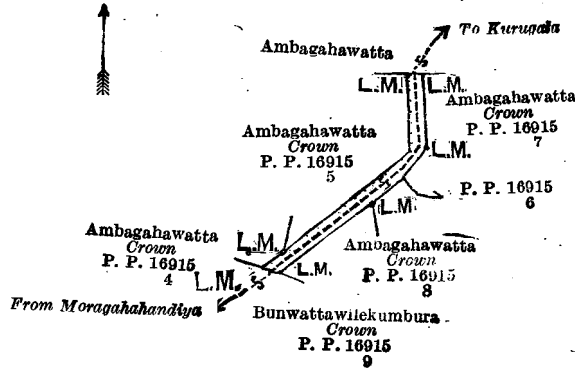 To Kurugala
Ambagahawatta
L.M. L.M.
Ambagahawatta
Crown
P. P. 16915
7
Ambagahawatta
Crown
P. P. 16915
5
L.M.
P. P. 16915
6
L.M.
Ambagahawatta
Crown
P. P. 16915
4
L.M.
Ambagahawatta
Crown
P. P. 16915
8
L.M.
L.M.
From Moragahahandiya
Bunwattawilekumbura
Crown
P. P. 16915
9